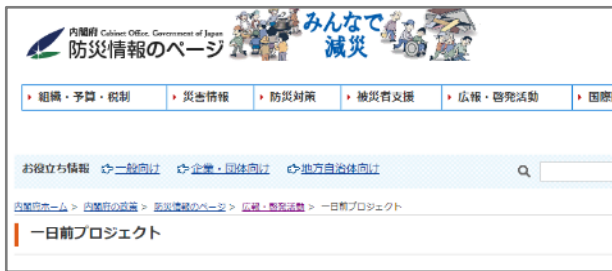 内閣府 Cabinet Office, Government of Japan
防災情報のページ
みんなで
減災
組織・予算・税制 災害情報 防災対策 被災者支援 広報・啓発活動 国際
お役立ち情報 一般向け 企業・団体向け 地方自治体向け
内閣府ホーム > 内閣府の政策 > 防災情報のページ > 広報・啓発活動 > 一日前プロジェクト
一日前プロジェクト